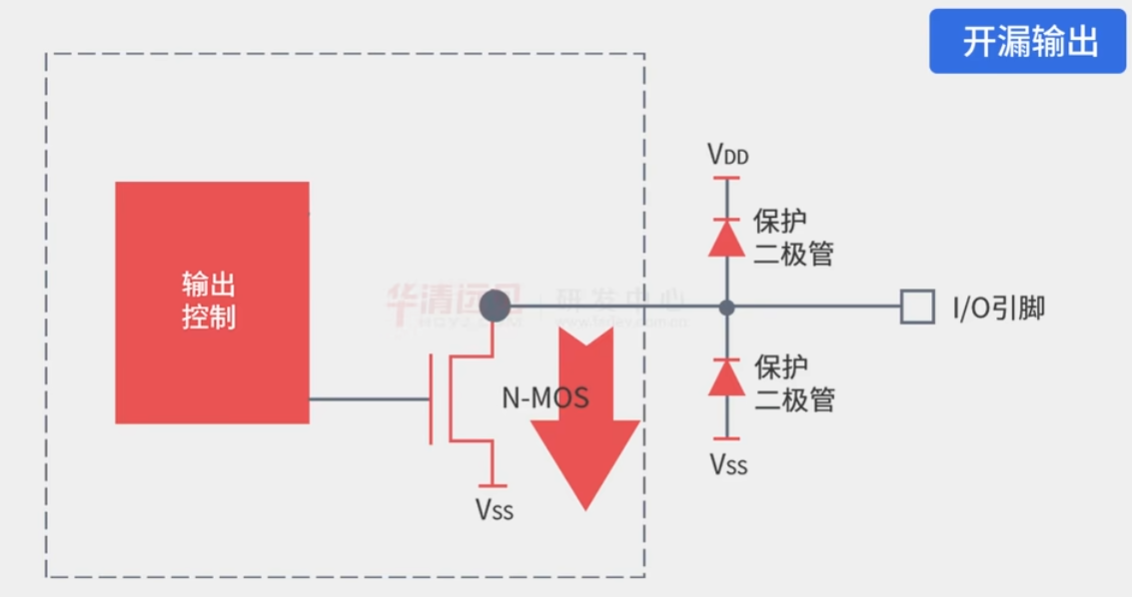 开漏输出
VDD
保护
二极管
输出
控制
华清远见 | 研发中心
I/O引脚
保护
二极管
N-MOS
Vss
Vss